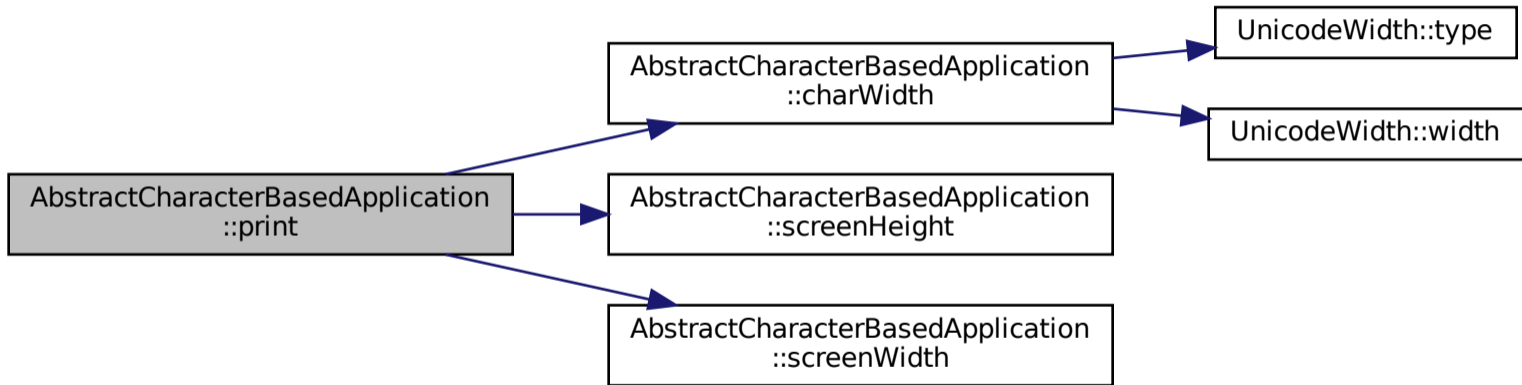 AbstractCharacterBasedApplication
::print
AbstractCharacterBasedApplication
::charWidth
AbstractCharacterBasedApplication
::screenHeight
AbstractCharacterBasedApplication
::screenWidth
UnicodeWidth::type
UnicodeWidth::width